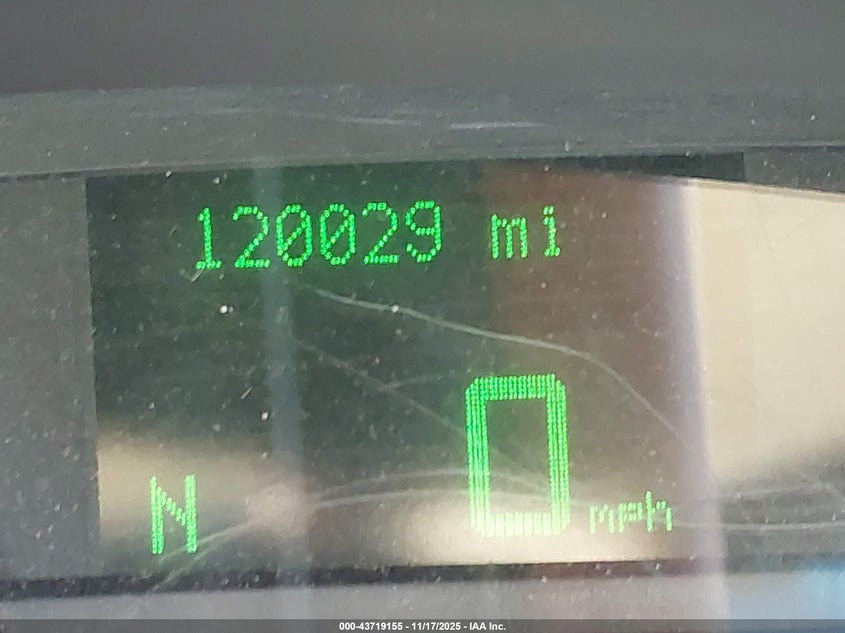 120029 mi
0 mph
N
000-43719155 - 11/17/2025 - IAA Inc.